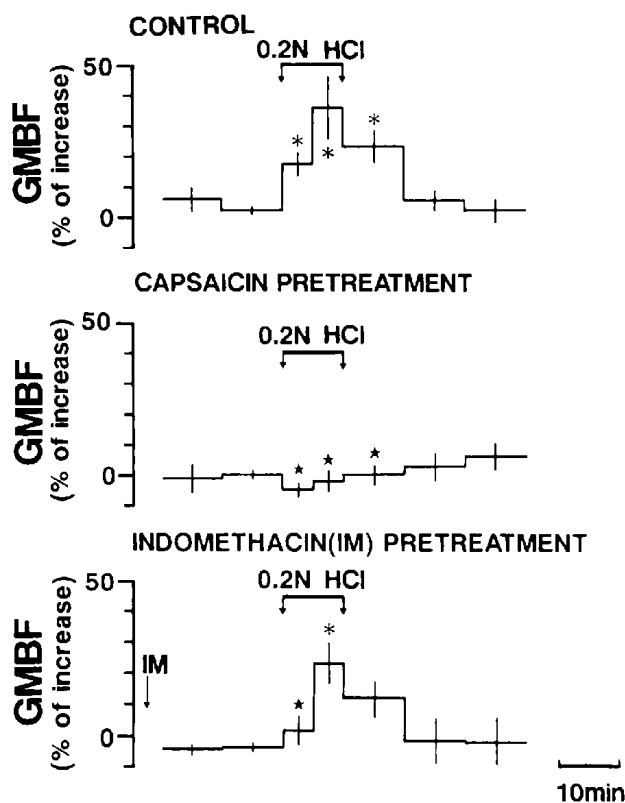 CONTROL
0.2N HCl
50
0
GMBF
(% of increase)
*
*
*
CAPSAICIN PRETREATMENT
0.2N HCl
50
0
GMBF
(% of increase)
★
★
★
INDOMETHACIN(IM) PRETREATMENT
0.2N HCl
50
0
GMBF
(% of increase)
IM
★
*
10min